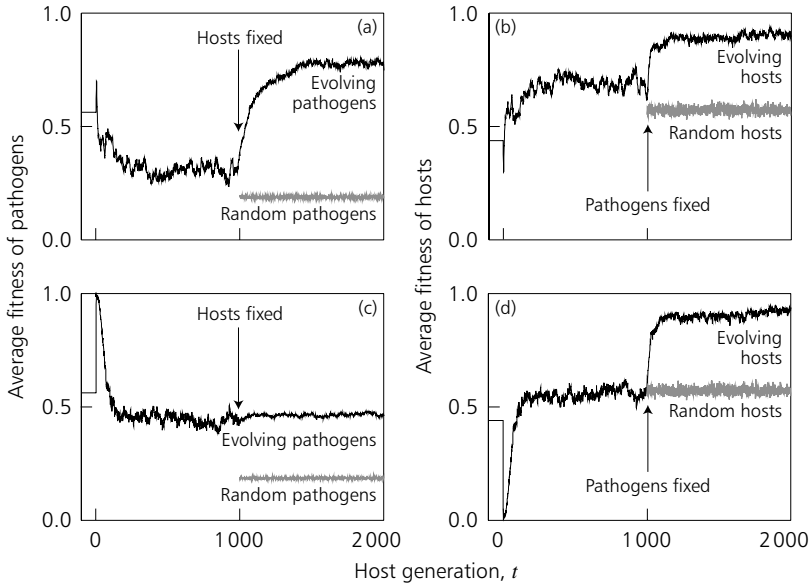 1.0
(a)
Hosts fixed
Evolving
pathogens
0.5
Random pathogens
0.0
1.0
(b)
Evolving
hosts
0.5
Random hosts
Pathogens fixed
0.0
1.0
(c)
Hosts fixed
0.5
Evolving pathogens
Random pathogens
0.0
0
1000
2000
1.0
(d)
Evolving
hosts
0.5
Random hosts
Pathogens fixed
0.0
0
1000
2000
Average fitness of pathogens
Average fitness of hosts
Host generation, t